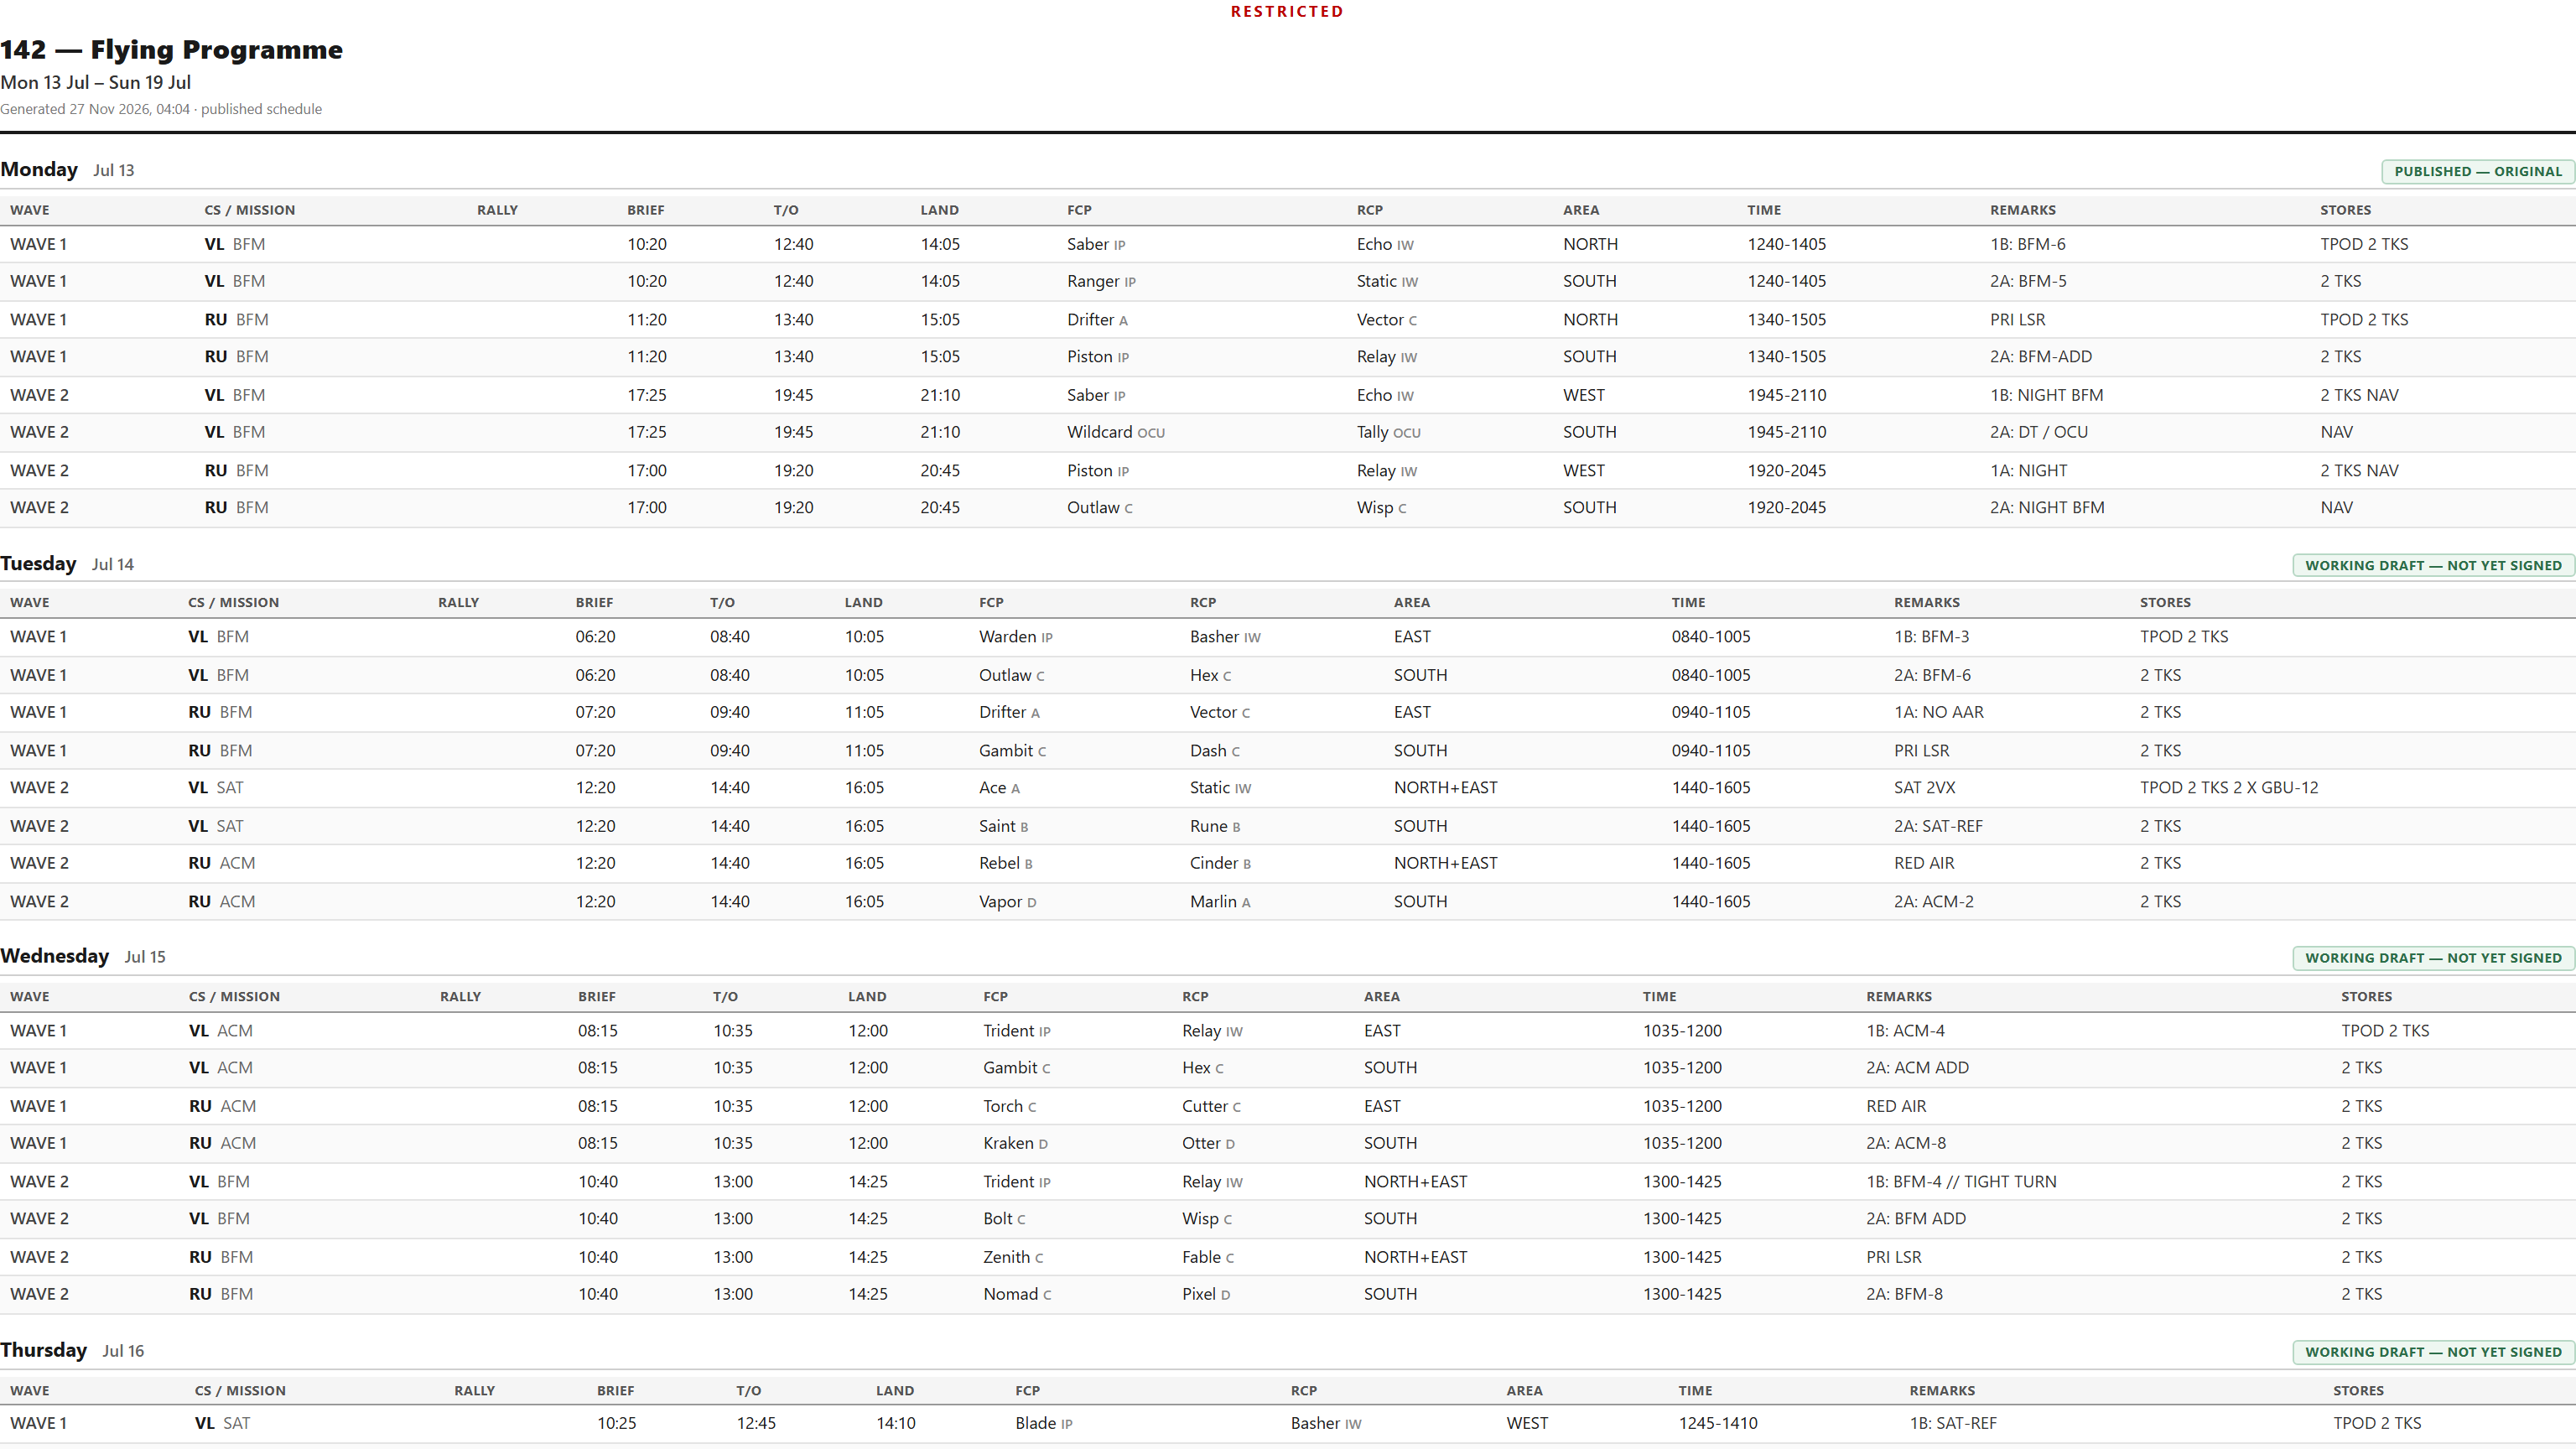 RESTRICTED
142 — Flying Programme
Mon 13 Jul – Sun 19 Jul
Generated 27 Nov 2026, 04:04 · published schedule
Monday Jul 13 PUBLISHED — ORIGINAL
WAVE CS / MISSION RALLY BRIEF T/O LAND FCP RCP AREA TIME REMARKS STORES
WAVE 1 VL BFM 10:20 12:40 14:05 Saber IP Echo IW NORTH 1240-1405 1B: BFM-6 TPOD 2 TKS
WAVE 1 VL BFM 10:20 12:40 14:05 Ranger IP Static IW SOUTH 1240-1405 2A: BFM-5 2 TKS
WAVE 1 RU BFM 11:20 13:40 15:05 Drifter A Vector C NORTH 1340-1505 PRI LSR TPOD 2 TKS
WAVE 1 RU BFM 11:20 13:40 15:05 Piston IP Relay IW SOUTH 1340-1505 2A: BFM-ADD 2 TKS
WAVE 2 VL BFM 17:25 19:45 21:10 Saber IP Echo IW WEST 1945-2110 1B: NIGHT BFM 2 TKS NAV
WAVE 2 VL BFM 17:25 19:45 21:10 Wildcard OCU Tally OCU SOUTH 1945-2110 2A: DT / OCU NAV
WAVE 2 RU BFM 17:00 19:20 20:45 Piston IP Relay IW WEST 1920-2045 1A: NIGHT 2 TKS NAV
WAVE 2 RU BFM 17:00 19:20 20:45 Outlaw C Wisp C SOUTH 1920-2045 2A: NIGHT BFM NAV
Tuesday Jul 14 WORKING DRAFT — NOT YET SIGNED
WAVE CS / MISSION RALLY BRIEF T/O LAND FCP RCP AREA TIME REMARKS STORES
WAVE 1 VL BFM 06:20 08:40 10:05 Warden IP Basher IW EAST 0840-1005 1B: BFM-3 TPOD 2 TKS
WAVE 1 VL BFM 06:20 08:40 10:05 Outlaw C Hex C SOUTH 0840-1005 2A: BFM-6 2 TKS
WAVE 1 RU BFM 07:20 09:40 11:05 Drifter A Vector C EAST 0940-1105 1A: NO AAR 2 TKS
WAVE 1 RU BFM 07:20 09:40 11:05 Gambit C Dash C SOUTH 0940-1105 PRI LSR 2 TKS
WAVE 2 VL SAT 12:20 14:40 16:05 Ace A Static IW NORTH+EAST 1440-1605 SAT 2VX TPOD 2 TKS 2 X GBU-12
WAVE 2 VL SAT 12:20 14:40 16:05 Saint B Rune B SOUTH 1440-1605 2A: SAT-REF 2 TKS
WAVE 2 RU ACM 12:20 14:40 16:05 Rebel B Cinder B NORTH+EAST 1440-1605 RED AIR 2 TKS
WAVE 2 RU ACM 12:20 14:40 16:05 Vapor D Marlin A SOUTH 1440-1605 2A: ACM-2 2 TKS
Wednesday Jul 15 WORKING DRAFT — NOT YET SIGNED
WAVE CS / MISSION RALLY BRIEF T/O LAND FCP RCP AREA TIME REMARKS STORES
WAVE 1 VL ACM 08:15 10:35 12:00 Trident IP Relay IW EAST 1035-1200 1B: ACM-4 TPOD 2 TKS
WAVE 1 VL ACM 08:15 10:35 12:00 Gambit C Hex C SOUTH 1035-1200 2A: ACM ADD 2 TKS
WAVE 1 RU ACM 08:15 10:35 12:00 Torch C Cutter C EAST 1035-1200 RED AIR 2 TKS
WAVE 1 RU ACM 08:15 10:35 12:00 Kraken D Otter D SOUTH 1035-1200 2A: ACM-8 2 TKS
WAVE 2 VL BFM 10:40 13:00 14:25 Trident IP Relay IW NORTH+EAST 1300-1425 1B: BFM-4 // TIGHT TURN 2 TKS
WAVE 2 VL BFM 10:40 13:00 14:25 Bolt C Wisp C SOUTH 1300-1425 2A: BFM ADD 2 TKS
WAVE 2 RU BFM 10:40 13:00 14:25 Zenith C Fable C NORTH+EAST 1300-1425 PRI LSR 2 TKS
WAVE 2 RU BFM 10:40 13:00 14:25 Nomad C Pixel D SOUTH 1300-1425 2A: BFM-8 2 TKS
Thursday Jul 16 WORKING DRAFT — NOT YET SIGNED
WAVE CS / MISSION RALLY BRIEF T/O LAND FCP RCP AREA TIME REMARKS STORES
WAVE 1 VL SAT 10:25 12:45 14:10 Blade IP Basher IW WEST 1245-1410 1B: SAT-REF TPOD 2 TKS